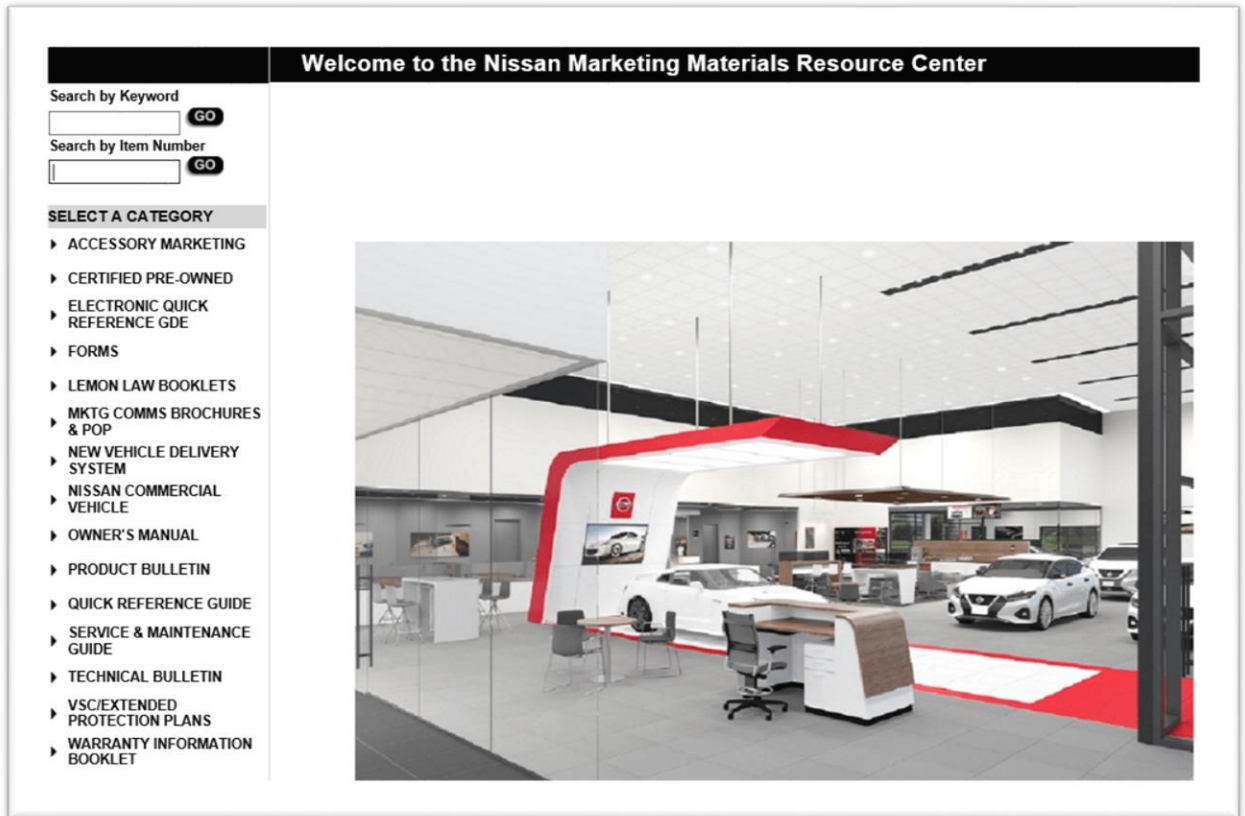 Welcome to the Nissan Marketing Materials Resource Center
Search by Keyword
GO
Search by Item Number
GO
SELECT A CATEGORY
ACCESSORY MARKETING
CERTIFIED PRE-OWNED
ELECTRONIC QUICK
REFERENCE GDE
FORMS
LEMON LAW BOOKLETS
MKTG COMMS BROCHURES
& POP
NEW VEHICLE DELIVERY
SYSTEM
NISSAN COMMERCIAL
VEHICLE
OWNER'S MANUAL
PRODUCT BULLETIN
QUICK REFERENCE GUIDE
SERVICE & MAINTENANCE
GUIDE
TECHNICAL BULLETIN
VSC/EXTENDED
PROTECTION PLANS
WARRANTY INFORMATION
BOOKLET